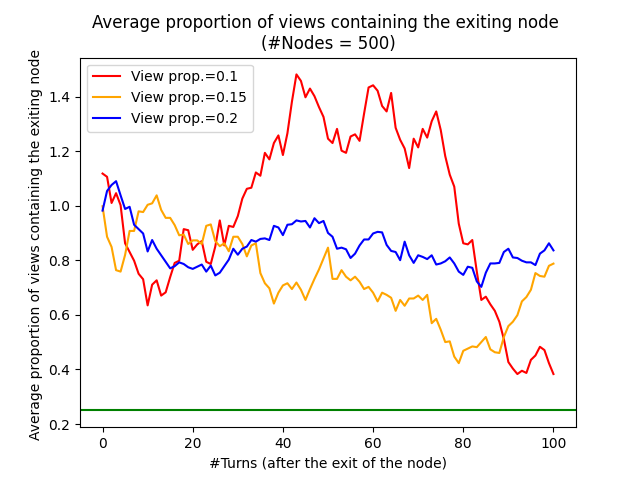 Average proportion of views containing the exiting node
(#Nodes = 500)
Average proportion of views containing the exiting node
View prop.=0.1
View prop.=0.15
View prop.=0.2
1.4
1.2
1.0
0.8
0.6
0.4
0.2
0 20 40 60 80 100
#Turns (after the exit of the node)